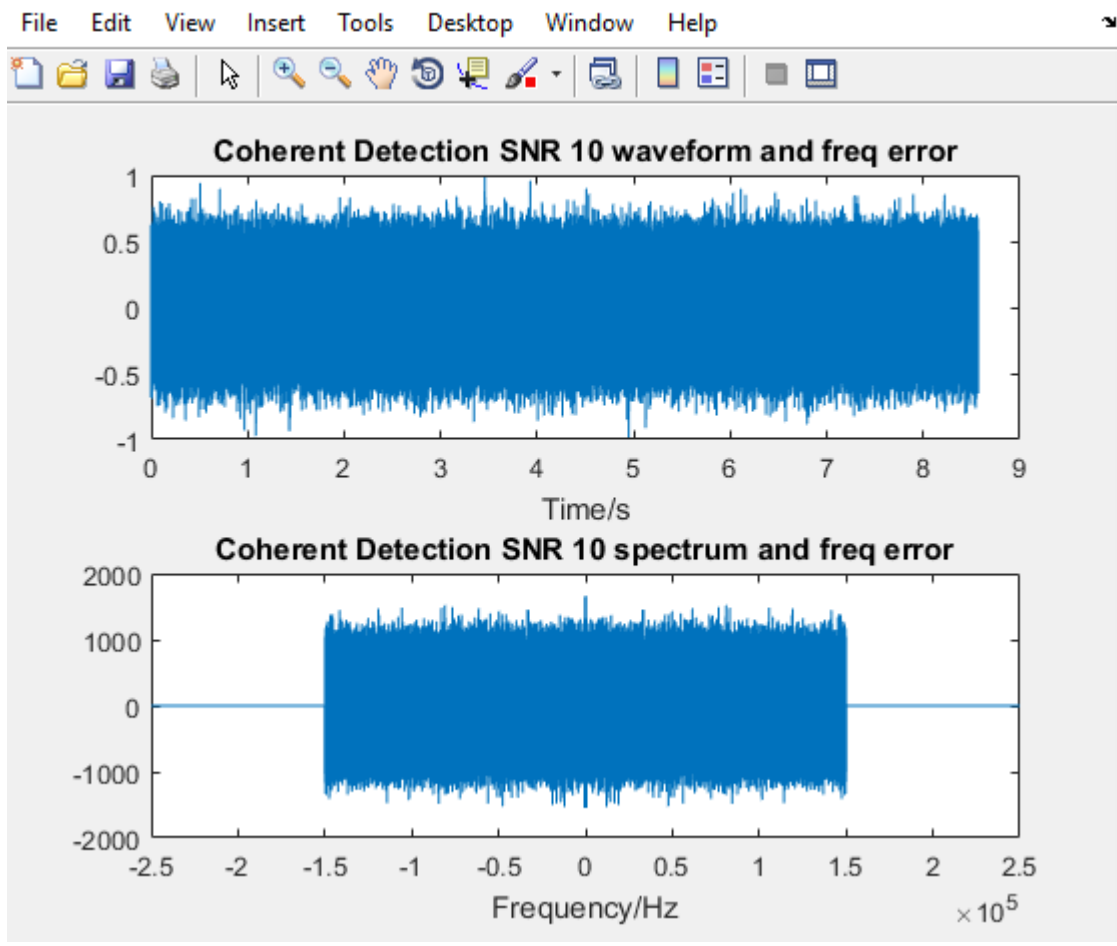 File Edit View Insert Tools Desktop Window Help
Coherent Detection SNR 10 waveform and freq error
1
0.5
0
-0.5
-1
0 1 2 3 4 5 6 7 8 9
Time/s
Coherent Detection SNR 10 spectrum and freq error
2000
1000
0
-1000
-2000
-2.5 -2 -1.5 -1 -0.5 0 0.5 1 1.5 2 2.5
Frequency/Hz ×10⁵